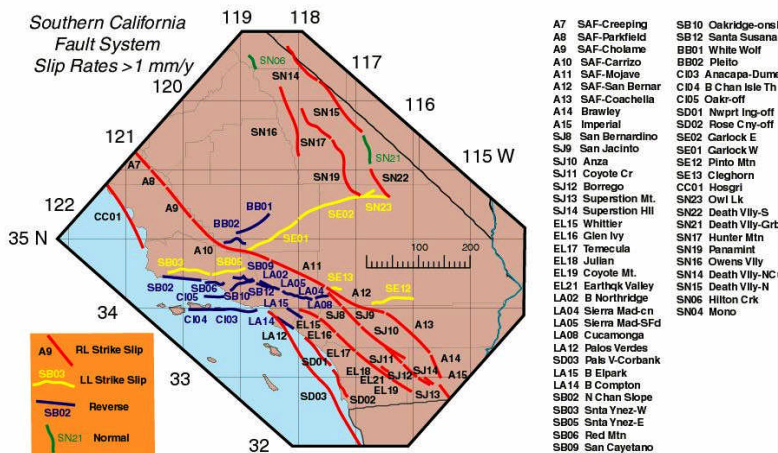 Southern California
Fault System
Slip Rates >1 mm/y
119
118
117
116
115 W
120
121
122
35 N
34
33
32
SN06
SN14
SN15
SN16
SN17
SN21
SN19
SN22
SN23
SE02
A7
A8
A9
CC01
BB01
BB02
SE01
A10
SB03
SB05
SB09
A11
LA02
SB02
SB06
SB12
LA05
SE13
CI05
SB10
LA04
A12
SE12
LA08
LA15
CI04
CI03
LA14
SJ8
SJ9
LA12
EL15
EL16
SJ10
A13
EL17
SD01
SJ11
A14
EL18
EL21
SJ12
SJ14
A15
EL19
SJ13
SD03
SD02
0
100
200
A9 RL Strike Slip
SB03 LL Strike Slip
SB02 Reverse
SN21 Normal
A7 SAF-Creeping
A8 SAF-Parkfield
A9 SAF-Cholame
A10 SAF-Carrizo
A11 SAF-Mojave
A12 SAF-San Bernar
A13 SAF-Coachella
A14 Brawley
A15 Imperial
SJ8 San Bernardino
SJ9 San Jacinto
SJ10 Anza
SJ11 Coyote Cr
SJ12 Borrego
SJ13 Superstion Mt.
SJ14 Superstion Hll
EL15 Whittier
EL16 Glen Ivy
EL17 Temecula
EL18 Julian
EL19 Coyote Mt.
EL21 Earthqk Valley
LA02 B Northridge
LA04 Sierra Mad-cn
LA05 Sierra Mad-SFd
LA08 Cucamonga
LA12 Palos Verdes
SD03 Pals V-Corbank
LA15 B Elpark
LA14 B Compton
SB02 N Chan Slope
SB03 Snta Ynez-W
SB05 Snta Ynez-E
SB06 Red Mtn
SB09 San Cayetano
SB10 Oakridge-onsl
SB12 Santa Susana
BB01 White Wolf
BB02 Pleito
CI03 Anacapa-Dume
CI04 B Chan Isle Th
CI05 Oakr-off
SD01 Nwprt Ing-off
SD02 Rose Cny-off
SE02 Garlock E
SE01 Garlock W
SE12 Pinto Mtn
SE13 Cleghorn
CC01 Hosgri
SN23 Owl Lk
SN22 Death Vlly-S
SN21 Death Vly-Grb
SN17 Hunter Mtn
SN19 Panamint
SN16 Owens Vlly
SN14 Death Vlly-NC
SN15 Death Vlly-N
SN06 Hilton Crk
SN04 Mono